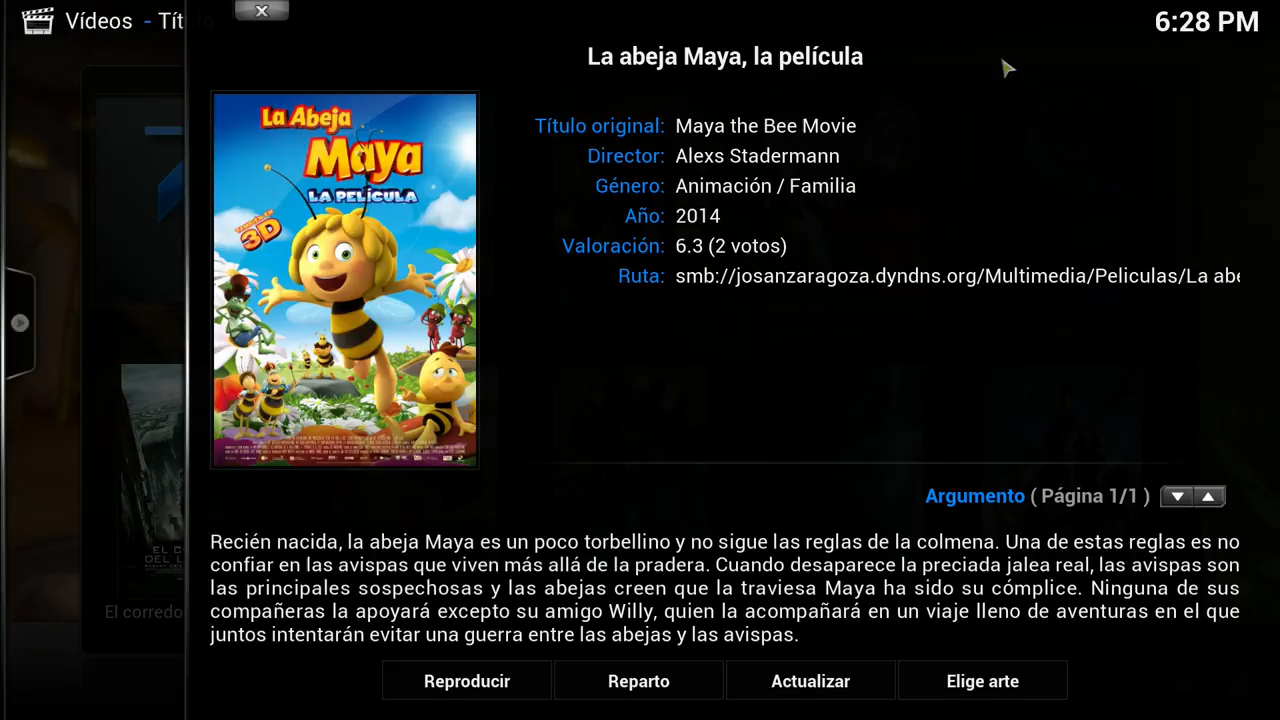 Vídeos - Tít
6:28 PM
La abeja Maya, la película
La Abeja
Maya
LA PELÍCULA
3D
Título original: Maya the Bee Movie
Director: Alexs Stadermann
Género: Animación / Familia
Año: 2014
Valoración: 6.3 (2 votos)
Ruta: smb://josanzaragoza.dyndns.org/Multimedia/Peliculas/La abe
Argumento ( Página 1/1 )
Recién nacida, la abeja Maya es un poco torbellino y no sigue las reglas de la colmena. Una de estas reglas es no
confiar en las avispas que viven más allá de la pradera. Cuando desaparece la preciada jalea real, las avispas son
las principales sospechosas y las abejas creen que la traviesa Maya ha sido su cómplice. Ninguna de sus
compañeras la apoyará excepto su amigo Willy, quien la acompañará en un viaje lleno de aventuras en el que
juntos intentarán evitar una guerra entre las abejas y las avispas.
El corredo
Reproducir
Reparto
Actualizar
Elige arte